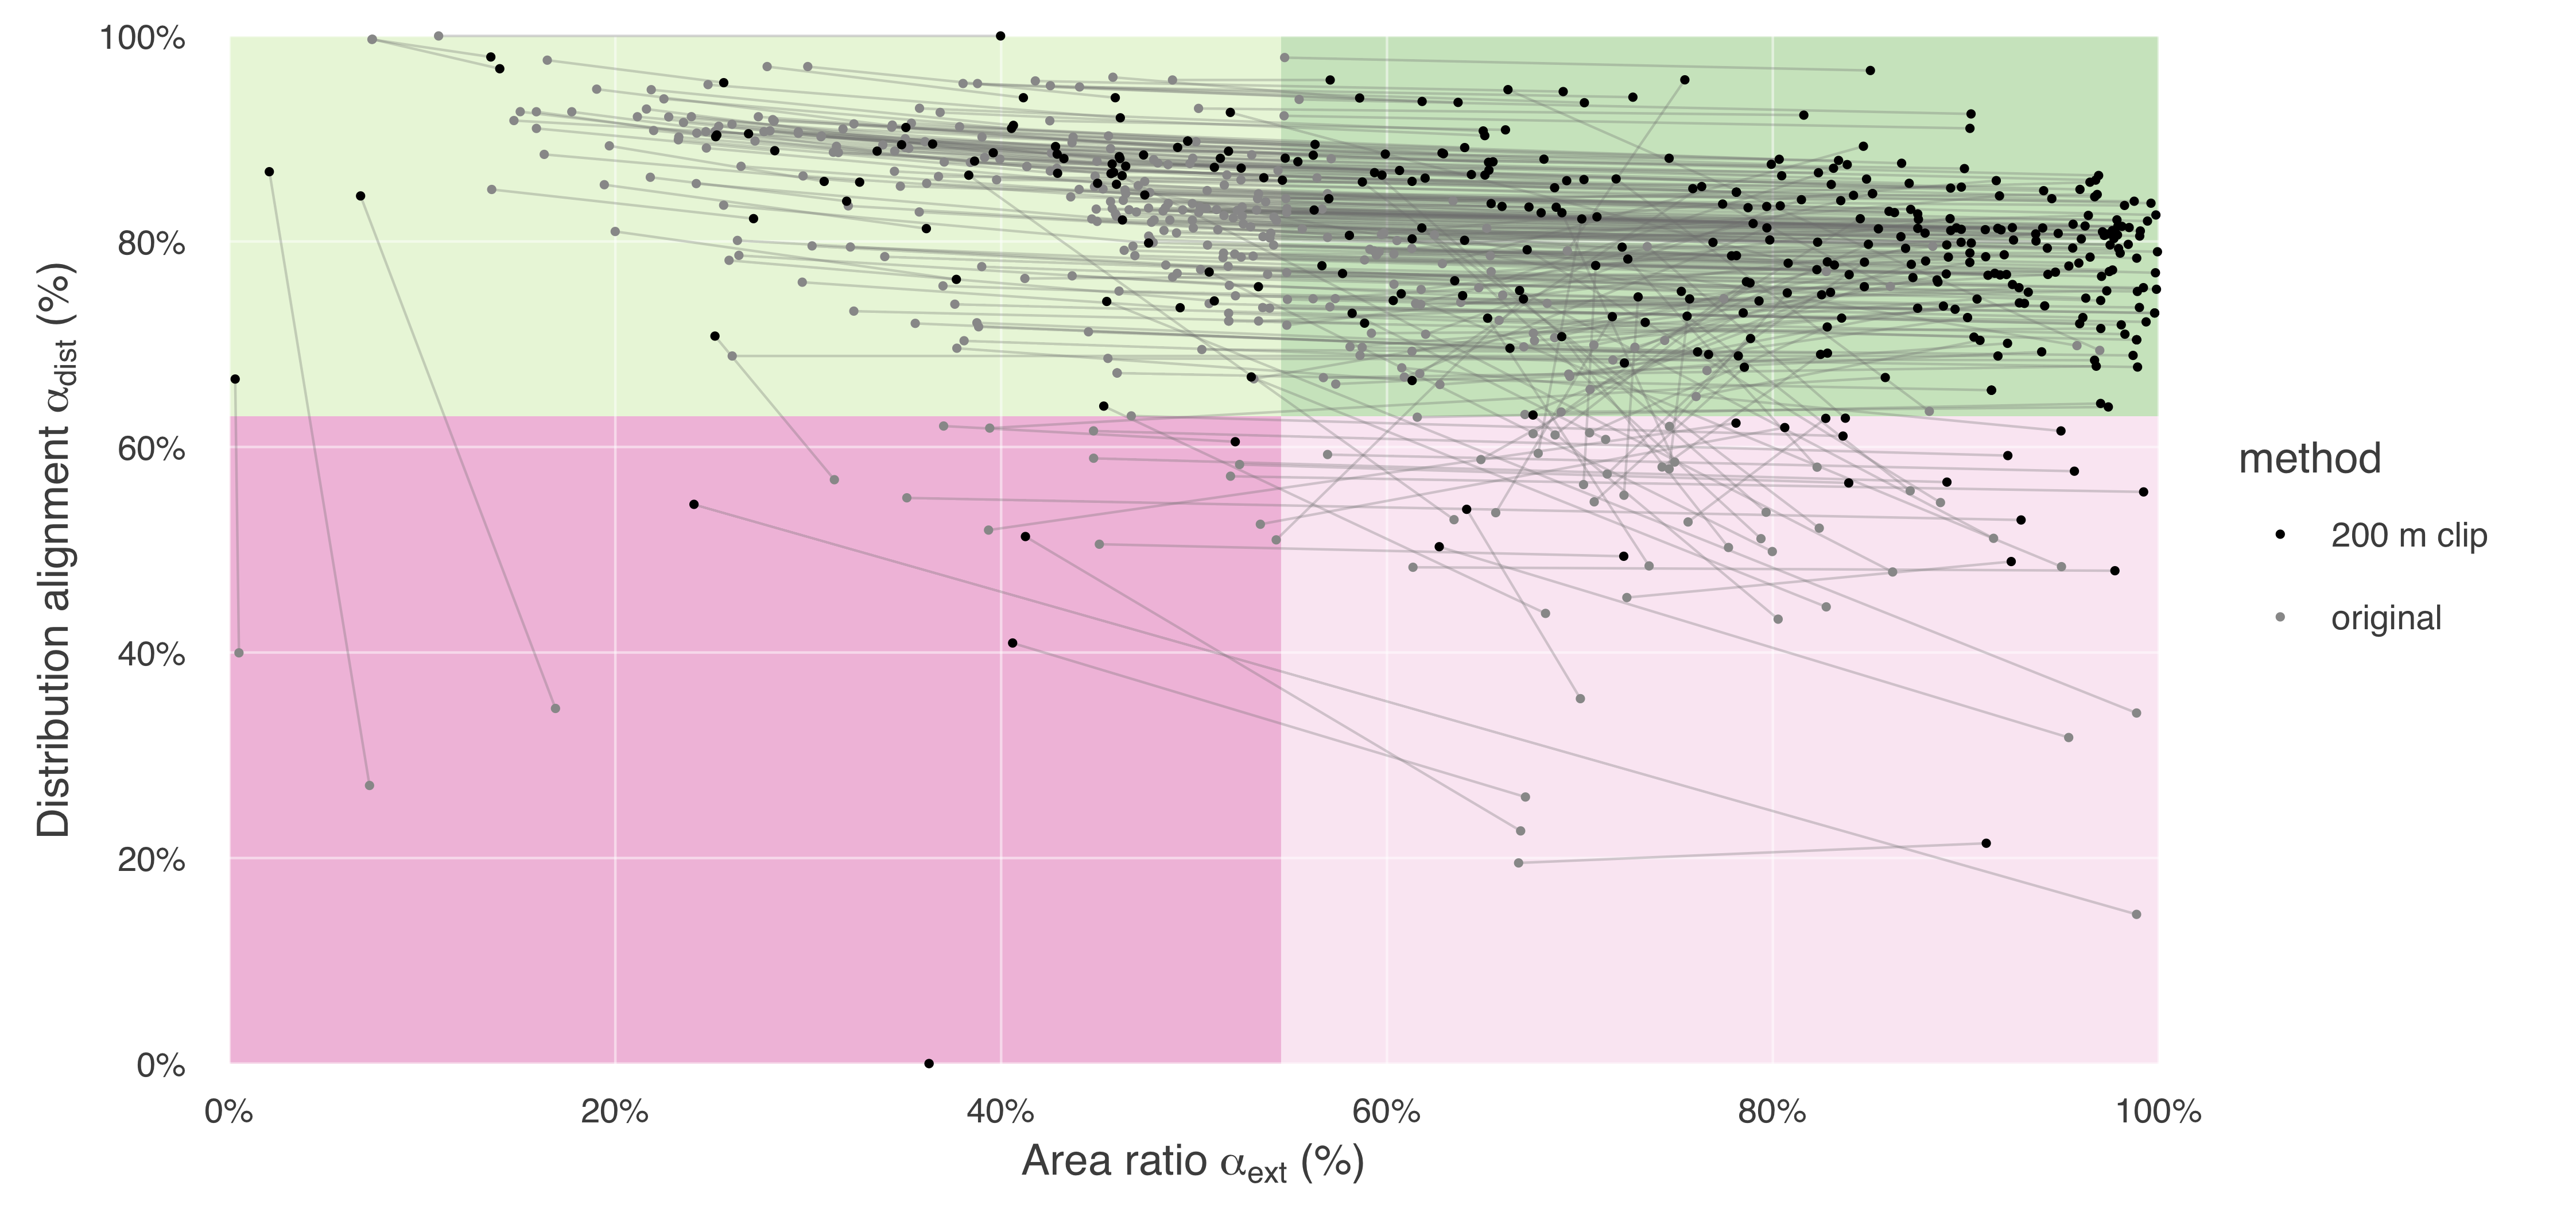 100%
80%
60%
40%
20%
0%
Distribution alignment αdist (%)
0% 20% 40% 60% 80% 100%
Area ratio αext (%)
method
200 m clip
original